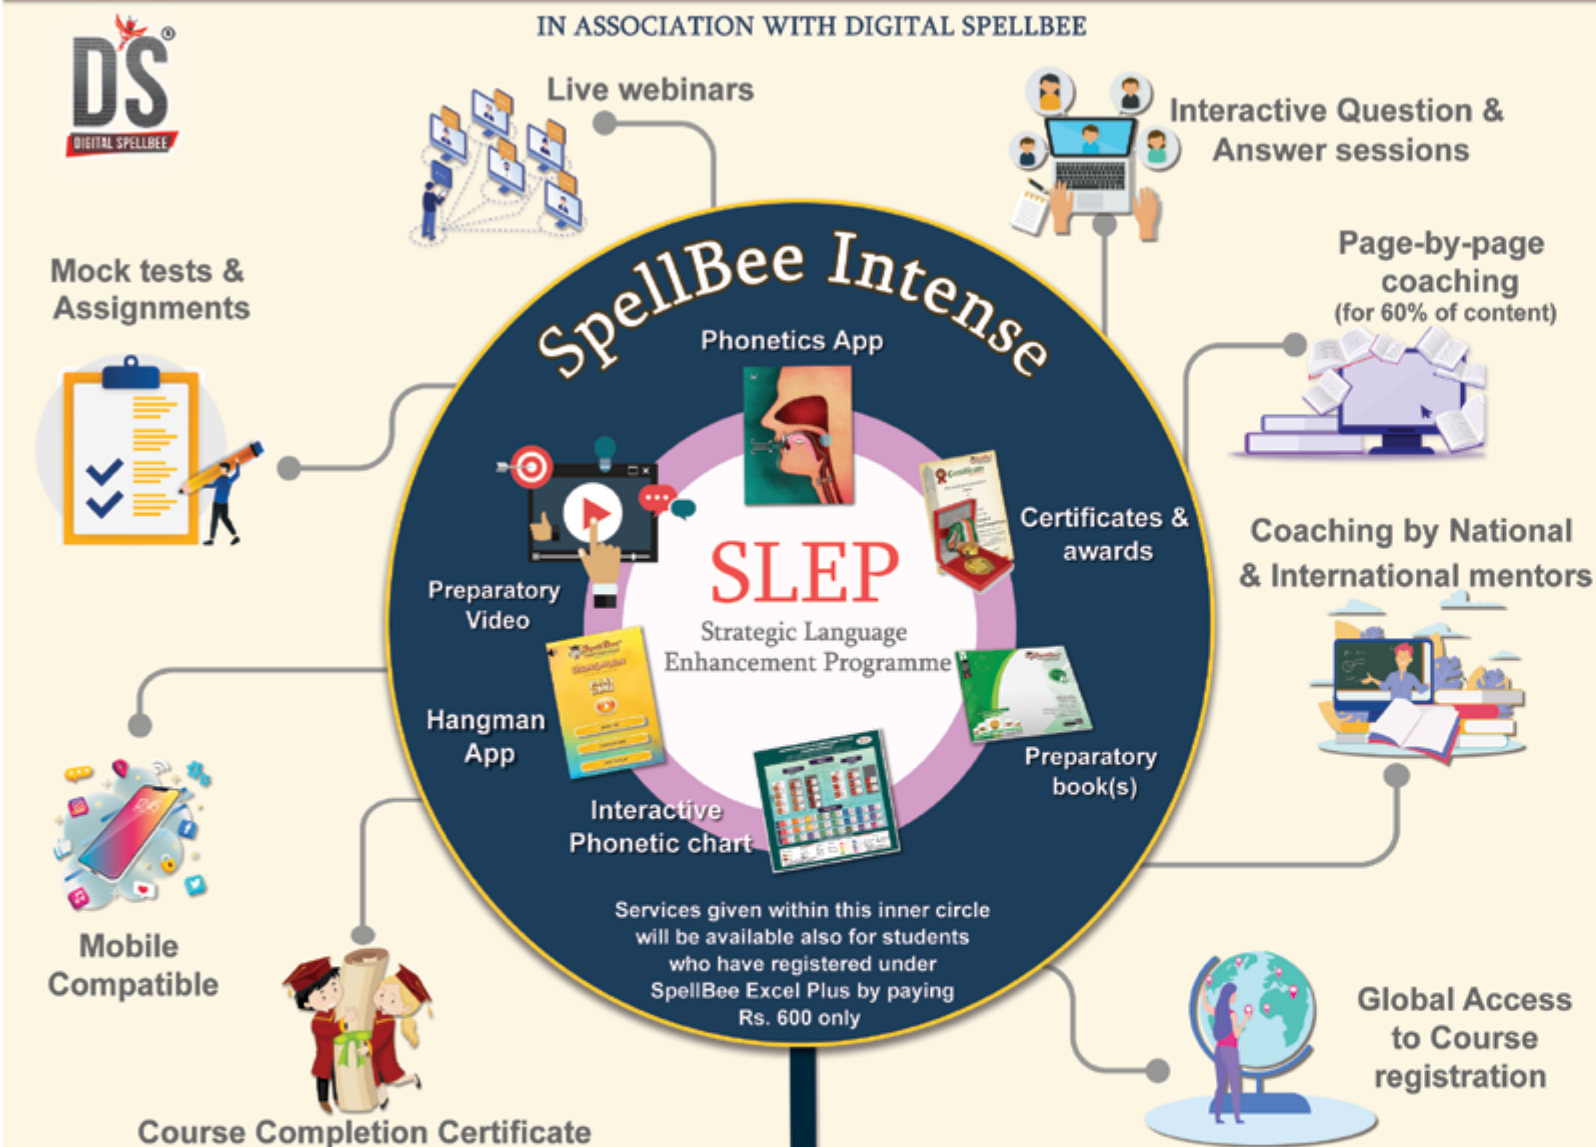 IN ASSOCIATION WITH DIGITAL SPELLBEE
DS®
DIGITAL SPELLBEE
Live webinars
Interactive Question &
Answer sessions
Mock tests &
Assignments
Page-by-page
coaching
(for 60% of content)
SpellBee Intense
Phonetics App
Certificate
Certificates &
awards
Coaching by National
& International mentors
Preparatory
Video
SLEP
Strategic Language
Enhancement Programme
SpellBee
Hangman
App
Preparatory
book(s)
Interactive
Phonetic chart
12:45
Mobile
Compatible
Services given within this inner circle
will be available also for students
who have registered under
SpellBee Excel Plus by paying
Rs. 600 only
Global Access
to Course
registration
Course Completion Certificate